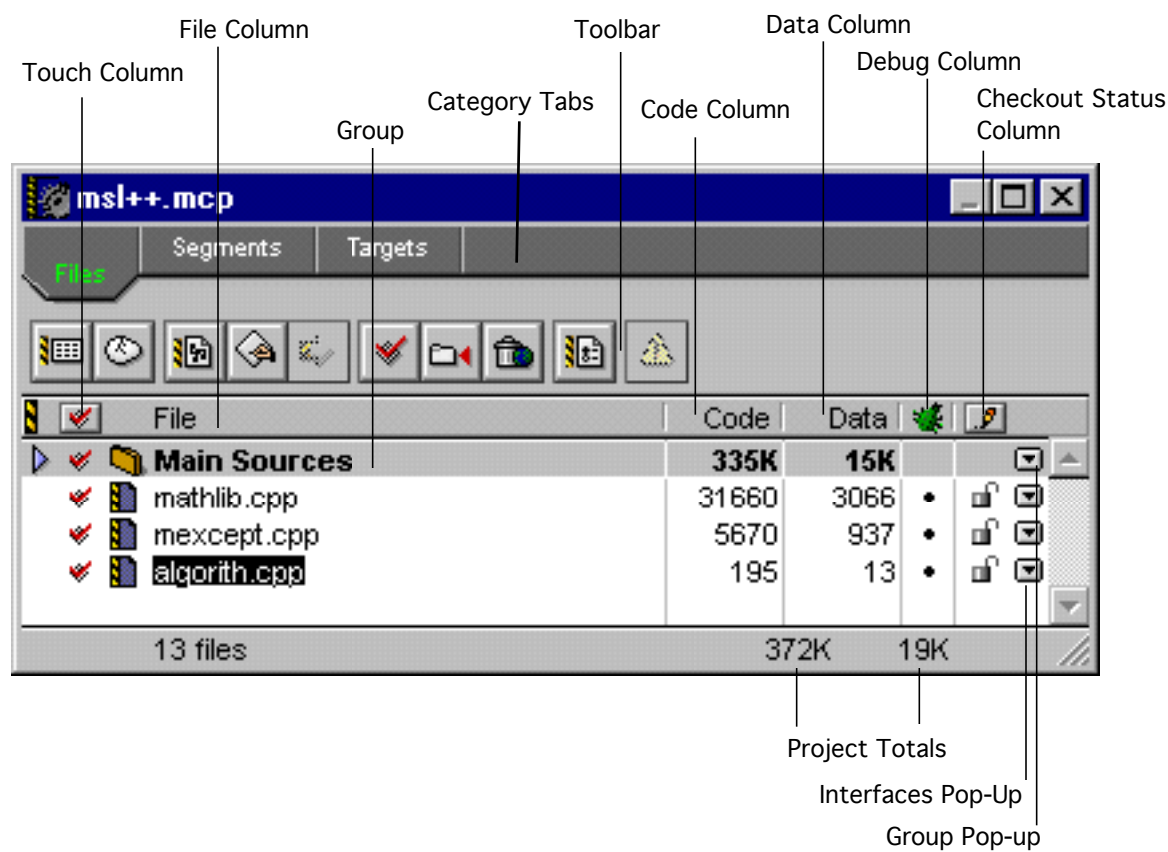 File Column
Toolbar
Data Column
Touch Column
Debug Column
Category Tabs
Code Column
Checkout Status
Column
Group
msl++.mcp
Files
Segments
Targets
File
Code
Data
Main Sources 335K 15K
mathlib.cpp 31660 3066
mexcept.cpp 5670 937
algorith.cpp 195 13
13 files 372K 19K
Project Totals
Interfaces Pop-Up
Group Pop-up